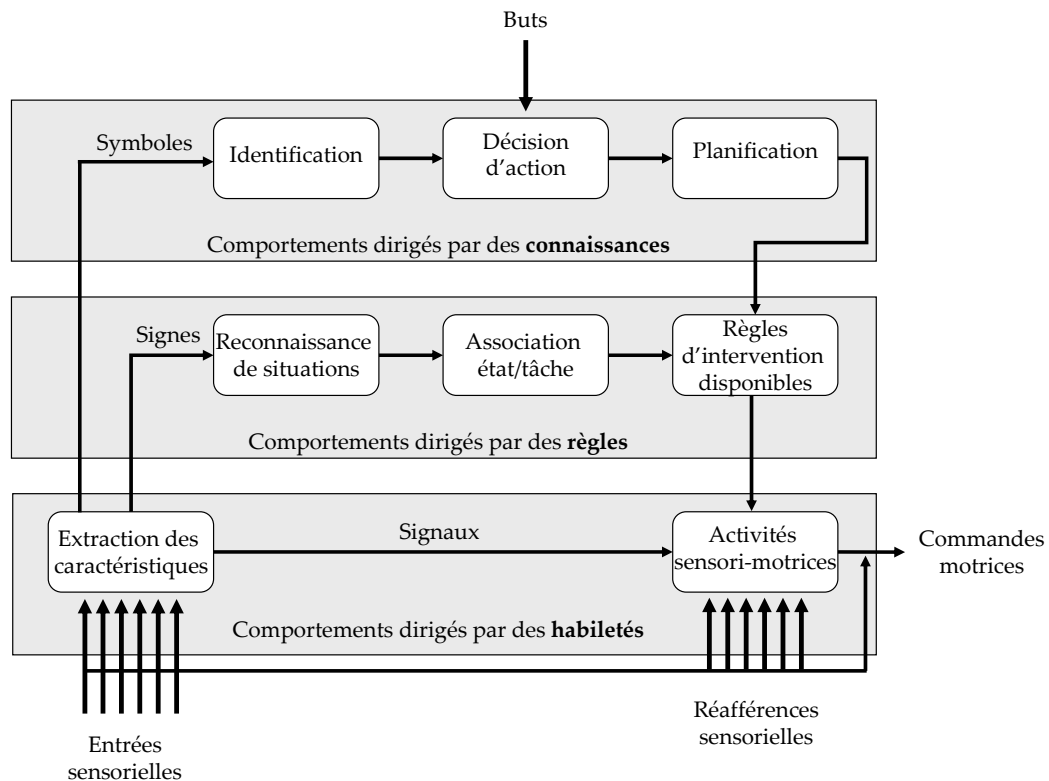 Buts
Symboles
Identification
Décision
d'action
Planification
Comportements dirigés par des connaissances
Signes
Reconnaissance
de situations
Association
état/tâche
Règles
d'intervention
disponibles
Comportements dirigés par des règles
Extraction des
caractéristiques
Signaux
Activités
sensori-motrices
Commandes
motrices
Comportements dirigés par des habiletés
Entrées
sensorielles
Réafférences
sensorielles